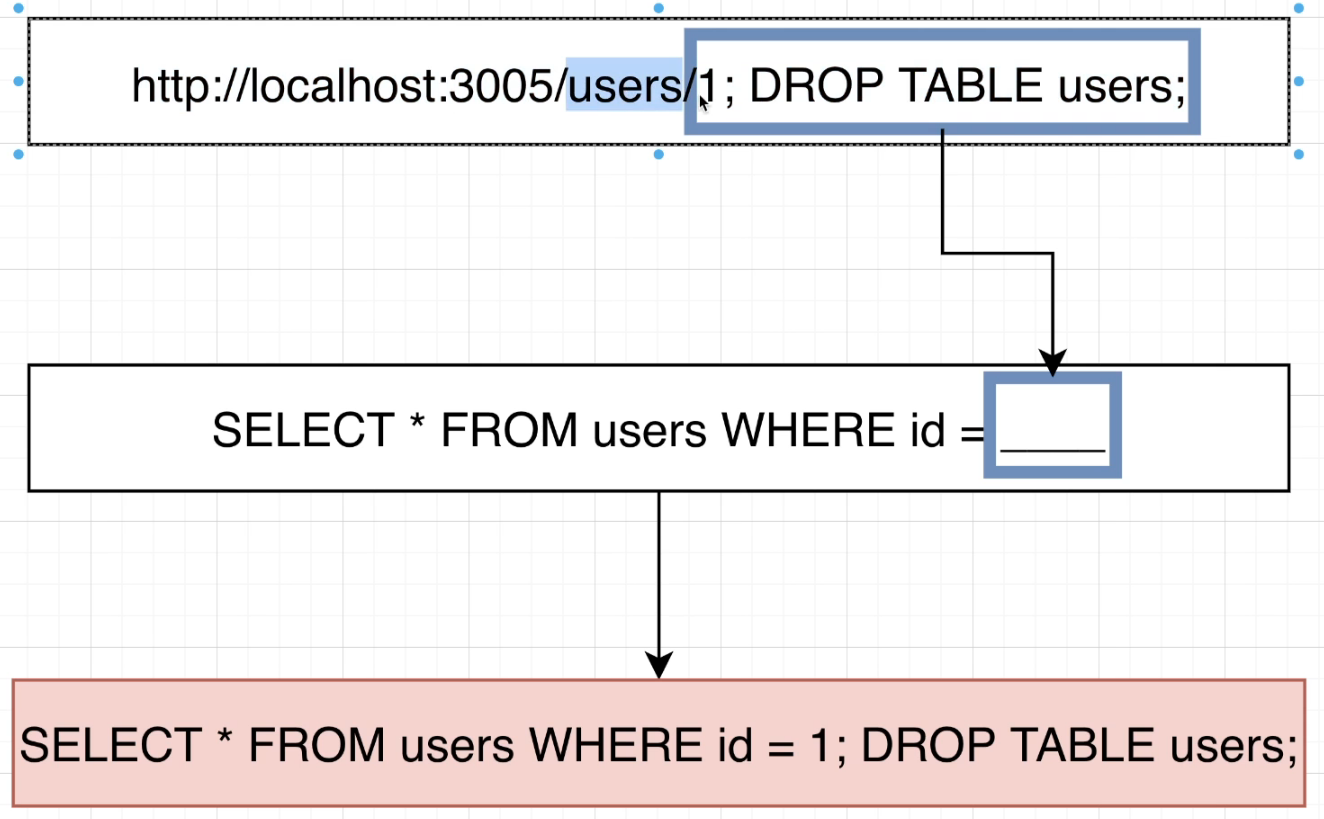 http://localhost:3005/users/1; DROP TABLE users;
SELECT * FROM users WHERE id = ____
SELECT * FROM users WHERE id = 1; DROP TABLE users;